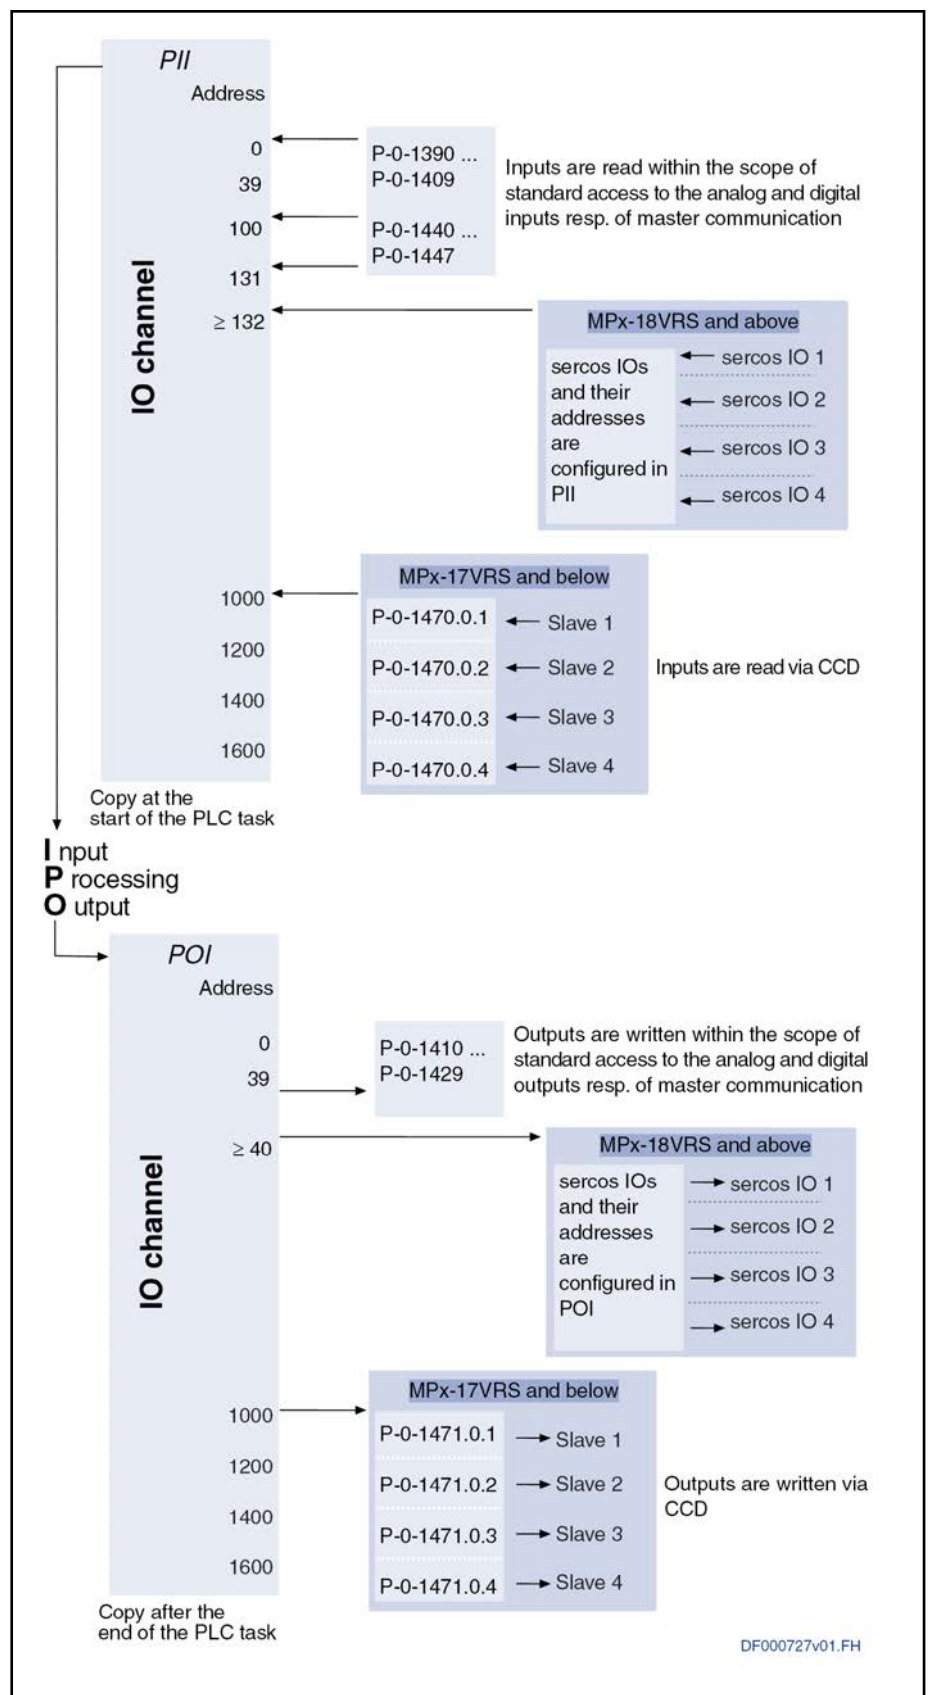 PII
Address
0
39
100
131
≥ 132
IO channel
P-0-1390 ...
P-0-1409
P-0-1440 ...
P-0-1447
Inputs are read within the scope of
standard access to the analog and digital
inputs resp. of master communication
MPx-18VRS and above
sercos IOs
and their
addresses
are
configured in
PII
sercos IO 1
sercos IO 2
sercos IO 3
sercos IO 4
1000
1200
1400
1600
MPx-17VRS and below
P-0-1470.0.1
Slave 1
P-0-1470.0.2
Slave 2
P-0-1470.0.3
Slave 3
P-0-1470.0.4
Slave 4
Inputs are read via CCD
Copy at the
start of the PLC task
I nput
P rocessing
O utput
POI
Address
0
39
≥ 40
IO channel
P-0-1410 ...
P-0-1429
Outputs are written within the scope of
standard access to the analog and digital
outputs resp. of master communication
MPx-18VRS and above
sercos IOs
and their
addresses
are
configured in
POI
sercos IO 1
sercos IO 2
sercos IO 3
sercos IO 4
1000
1200
1400
1600
MPx-17VRS and below
P-0-1471.0.1
Slave 1
P-0-1471.0.2
Slave 2
P-0-1471.0.3
Slave 3
P-0-1471.0.4
Slave 4
Outputs are written via
CCD
Copy after the
end of the PLC task
DF000727v01.FH